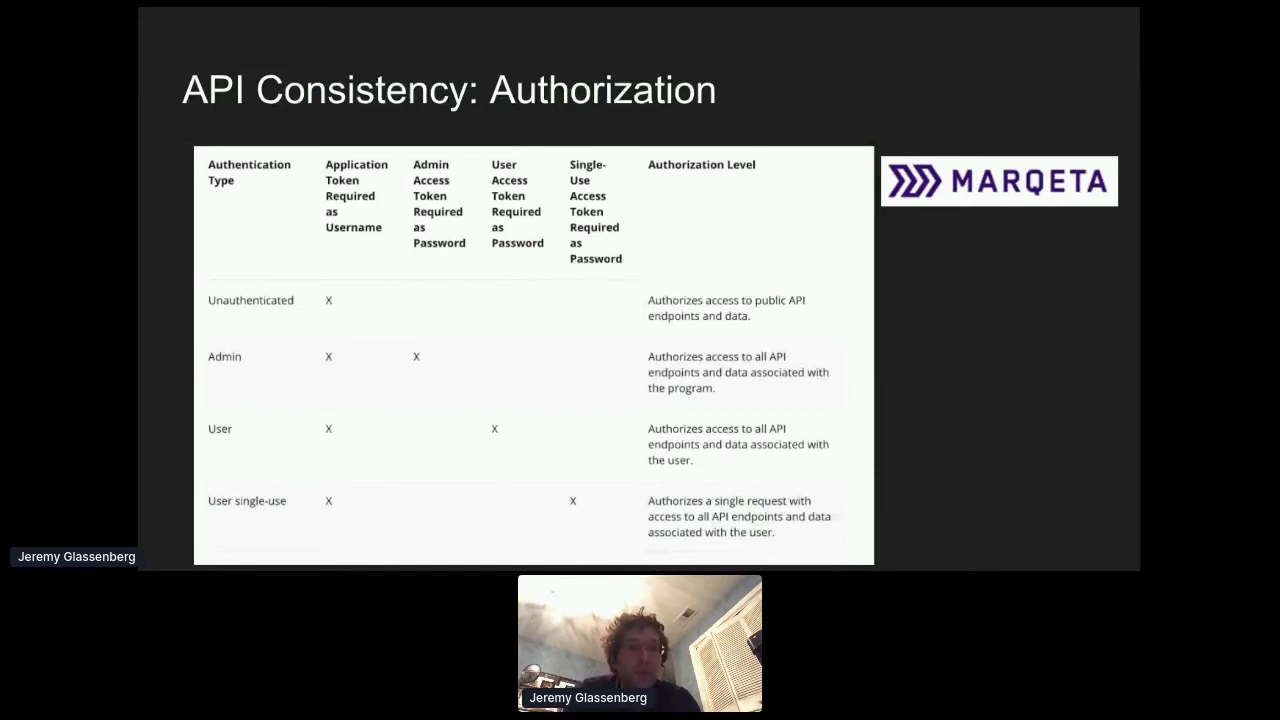 API Consistency: Authorization
Authentication
Type
Application
Token
Required
as
Username
Admin
Access
Token
Required
as
Password
User
Access
Token
Required
as
Password
Single-
Use
Access
Token
Required
as
Password
Authorization Level
MARQETA
Unauthenticated X
Authorizes access to public API
endpoints and data.
Admin X X
Authorizes access to all API
endpoints and data associated with
the program.
User X X
Authorizes access to all API
endpoints and data associated with
the user.
User single-use X X
Authorizes a single request with
access to all API endpoints and data
associated with the user.
Jeremy Glassenberg
Jeremy Glassenberg